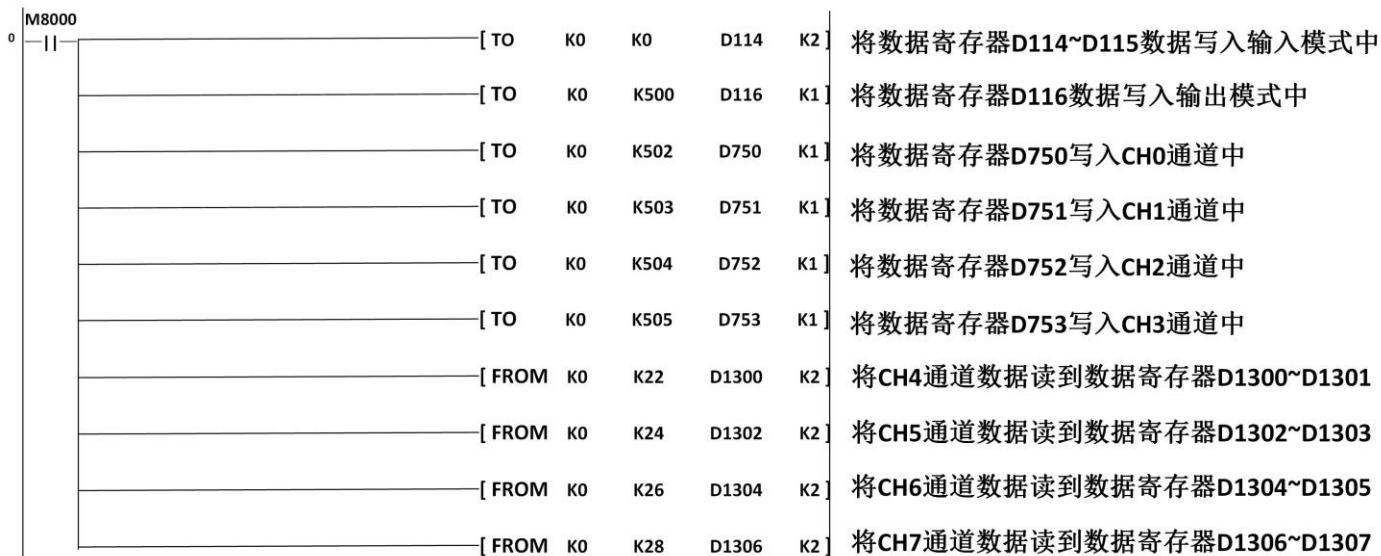 M8000
0
[ TO K0 K0 D114 K2 ] 将数据寄存器D114~D115数据写入输入模式中
[ TO K0 K500 D116 K1 ] 将数据寄存器D116数据写入输出模式中
[ TO K0 K502 D750 K1 ] 将数据寄存器D750写入CH0通道中
[ TO K0 K503 D751 K1 ] 将数据寄存器D751写入CH1通道中
[ TO K0 K504 D752 K1 ] 将数据寄存器D752写入CH2通道中
[ TO K0 K505 D753 K1 ] 将数据寄存器D753写入CH3通道中
[ FROM K0 K22 D1300 K2 ] 将CH4通道数据读到数据寄存器D1300~D1301
[ FROM K0 K24 D1302 K2 ] 将CH5通道数据读到数据寄存器D1302~D1303
[ FROM K0 K26 D1304 K2 ] 将CH6通道数据读到数据寄存器D1304~D1305
[ FROM K0 K28 D1306 K2 ] 将CH7通道数据读到数据寄存器D1306~D1307